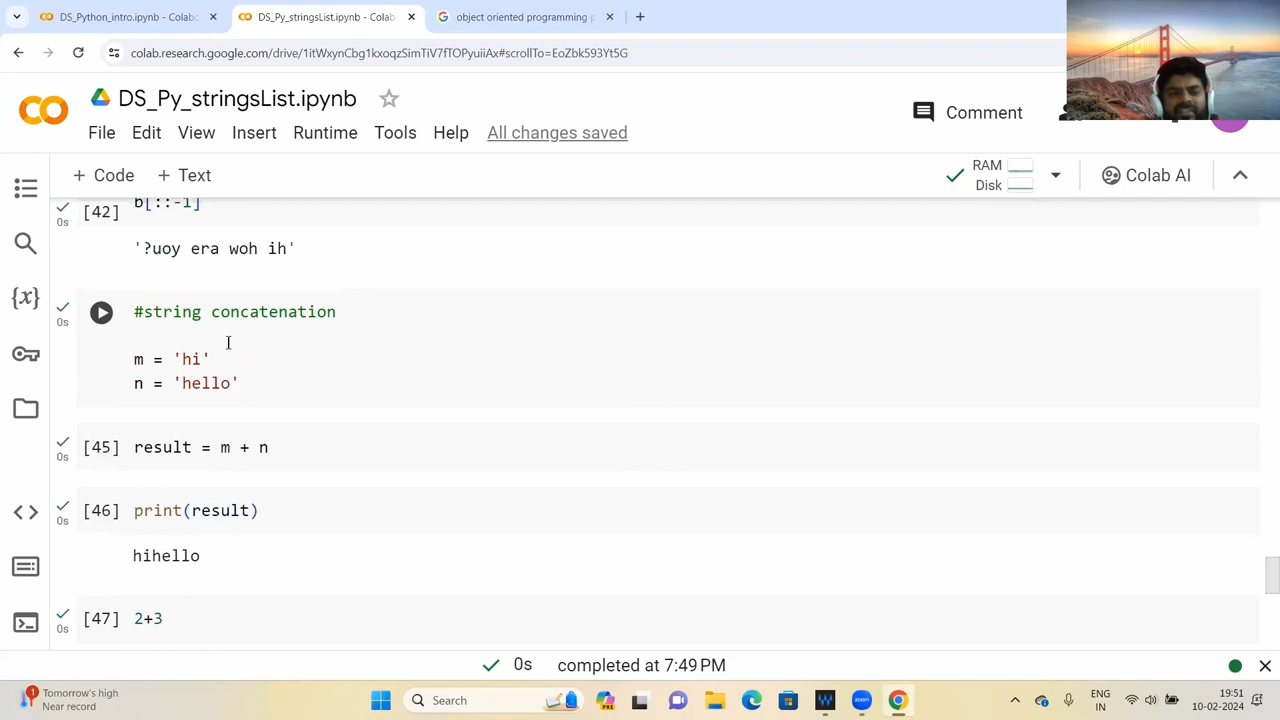 DS_Python_intro.ipynb - Colabo
DS_Py_stringsList.ipynb - Colab
object oriented programming p
colab.research.google.com/drive/1itWxynCbg1kxoqzSimTiV7fTOPyuiiAx#scrollTo=EoZbk593Yt5G
DS_Py_stringsList.ipynb
Comment
File Edit View Insert Runtime Tools Help All changes saved
+ Code + Text
RAM
Disk
Colab AI
0s [42] b[::-1]
'?uoy era woh ih'
0s #string concatenation
m = 'hi'
n = 'hello'
0s [45] result = m + n
0s [46] print(result)
hihello
0s [47] 2+3
0s completed at 7:49 PM
1 Tomorrow's high
Near record
Search
PRE
ENG
IN
19:51
10-02-2024